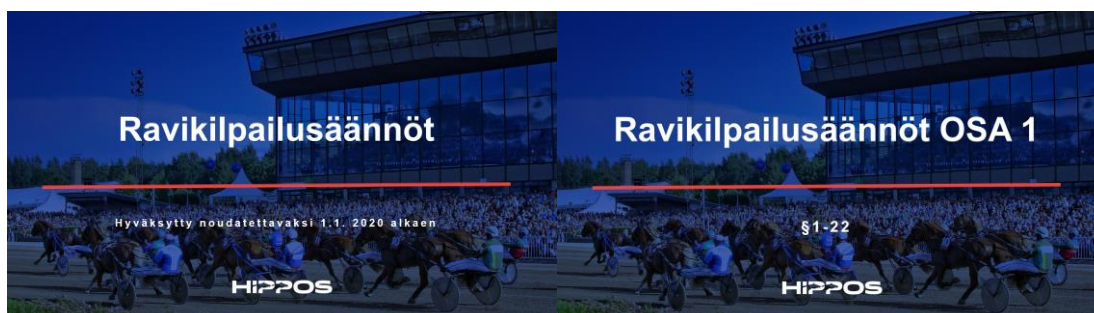 Ravikilpailusäännöt
Hyväksytty noudatettavaksi 1.1. 2020 alkaen
HIPPOS
Ravikilpailusäännöt OSA 1
§1-22
HIPPOS